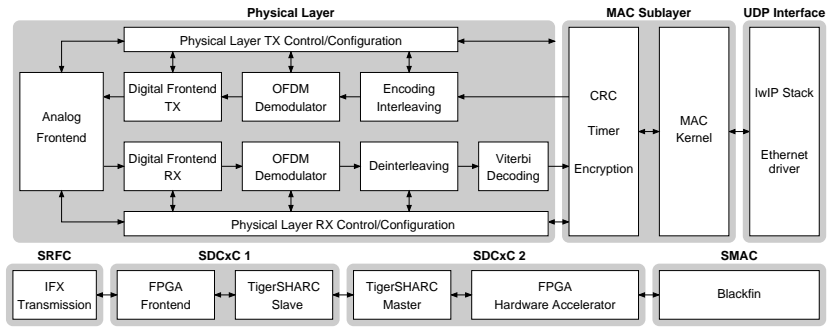 Physical Layer
MAC Sublayer
UDP Interface
Physical Layer TX Control/Configuration
Analog
Frontend
Digital Frontend
TX
OFDM
Demodulator
Encoding
Interleaving
Digital Frontend
RX
OFDM
Demodulator
Deinterleaving
Viterbi
Decoding
Physical Layer RX Control/Configuration
CRC
Timer
Encryption
MAC
Kernel
lwIP Stack
Ethernet
driver
SRFC
SDCxC 1
SDCxC 2
SMAC
IFX
Transmission
FPGA
Frontend
TigerSHARC
Slave
TigerSHARC
Master
FPGA
Hardware Accelerator
Blackfin